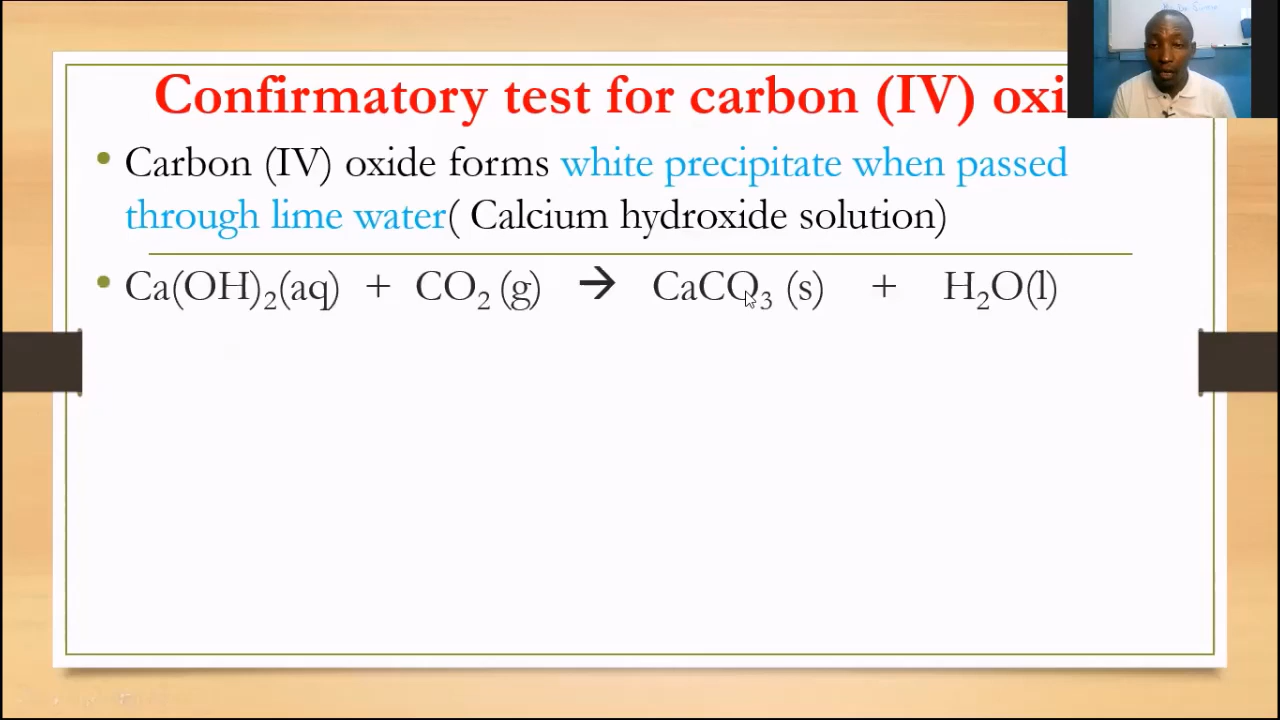 Confirmatory test for carbon (IV) oxi
• Carbon (IV) oxide forms white precipitate when passed
through lime water( Calcium hydroxide solution)
• Ca(OH)₂(aq) + CO₂ (g) → CaCO₃ (s) + H₂O(l)